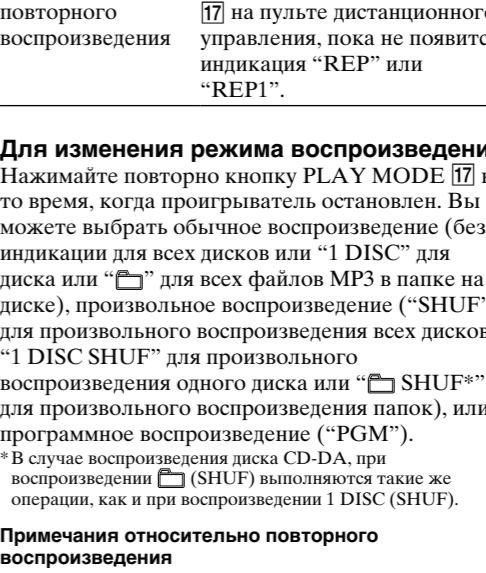 повторного
воспроизведения
17 на пульте дистанционного
управления, пока не появится
индикация “REP” или
“REP1”.
Для изменения режима воспроизведения
Нажимайте повторно кнопку PLAY MODE 17 в
то время, когда проигрыватель остановлен. Вы
можете выбрать обычное воспроизведение (без
индикации для всех дисков или “1 DISC” для
диска или “” для всех файлов MP3 в папке на
диске), произвольное воспроизведение (“SHUF”
для произвольного воспроизведения всех дисков,
“1 DISC SHUF” для произвольного
воспроизведения одного диска или “ SHUF*”
для произвольного воспроизведения папок), или
программное воспроизведение (“PGM”).
* В случае воспроизведения диска CD-DA, при
воспроизведении (SHUF) выполняются такие же
операции, как и при воспроизведении 1 DISC (SHUF).
Примечания относительно повторного
воспроизведения